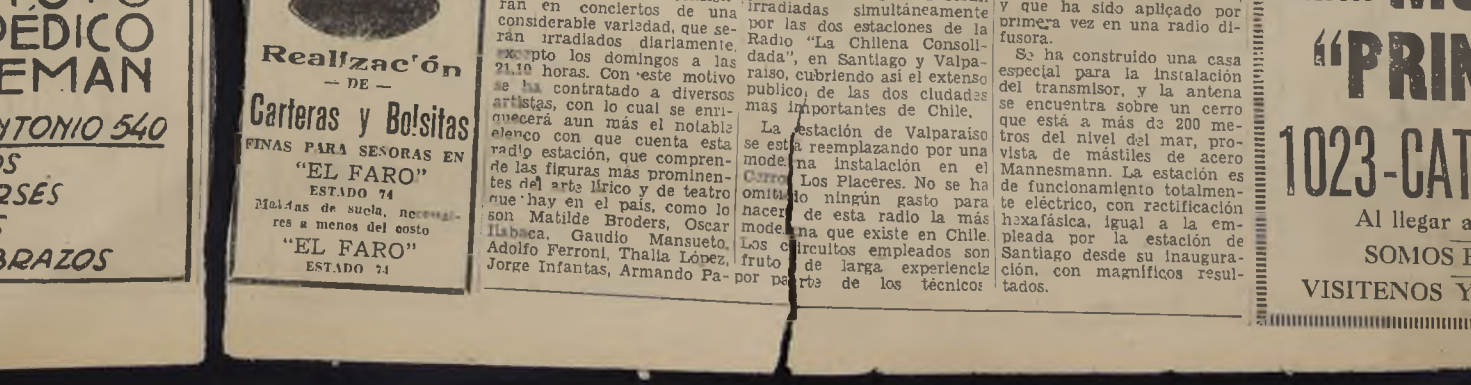 PEDICO
EMAN
NTONIO 540
OS
RSÉS
S
BRAZOS
Realización
— DE —
Carteras y Bolsitas
FINAS PARA SEÑORAS EN
"EL FARO"
ESTADO 74
Maletas de suela,
res a menos del costo
"EL FARO"
ESTADO 74
rán en conciertos de una
considerable variedad, que se-
rán irradiados diariamente,
excepto los domingos a las
21.10 horas. Con este motivo
se ha contratado a diversos
artistas, con lo cual se enri-
quecerá aun más el notable
elenco con que cuenta esta
radio estación, que compren-
de las figuras más prominen-
tes del arte lírico y de teatro
que hay en el país, como lo
son Matilde Broders, Oscar
Ilabaca, Gaudio Mansueto,
Adolfo Ferroni, Thalla López,
Jorge Infantas, Armando Pa-
irradiadas simultáneamente
por las dos estaciones de la
Radio "La Chilena Consoli-
dada", en Santiago y Valpa-
raíso, cubriendo así el extenso
publico de las dos ciudades
mas importantes de Chile.
La estación de Valparaíso
se está reemplazando por una
moderna instalación en el
Cerro Los Placeres. No se ha
omitido ningún gasto para
hacer de esta radio la más
moderna que existe en Chile.
Los circuitos empleados son
fruto de larga experiencia
por parte de los técnicos
y que ha sido aplicado por
primera vez en una radio di-
fusora.
Se ha construido una casa
especial para la instalación
del transmisor, y la antena
se encuentra sobre un cerro
que está a más de 200 me-
tros del nivel del mar, pro-
vista de mástiles de acero
Mannesmann. La estación es
de funcionamiento totalmen-
te eléctrico, con rectificación
hexafásica, igual a la em-
pleada por la estación de
Santiago desde su inaugura-
ción, con magníficos resul-
tados.
"PRIN
1023-CAT
Al llegar a
SOMOS
VISITENOS Y